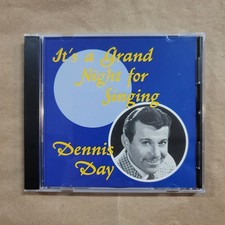 It's a Grand
Night for
Singing
Dennis
Day